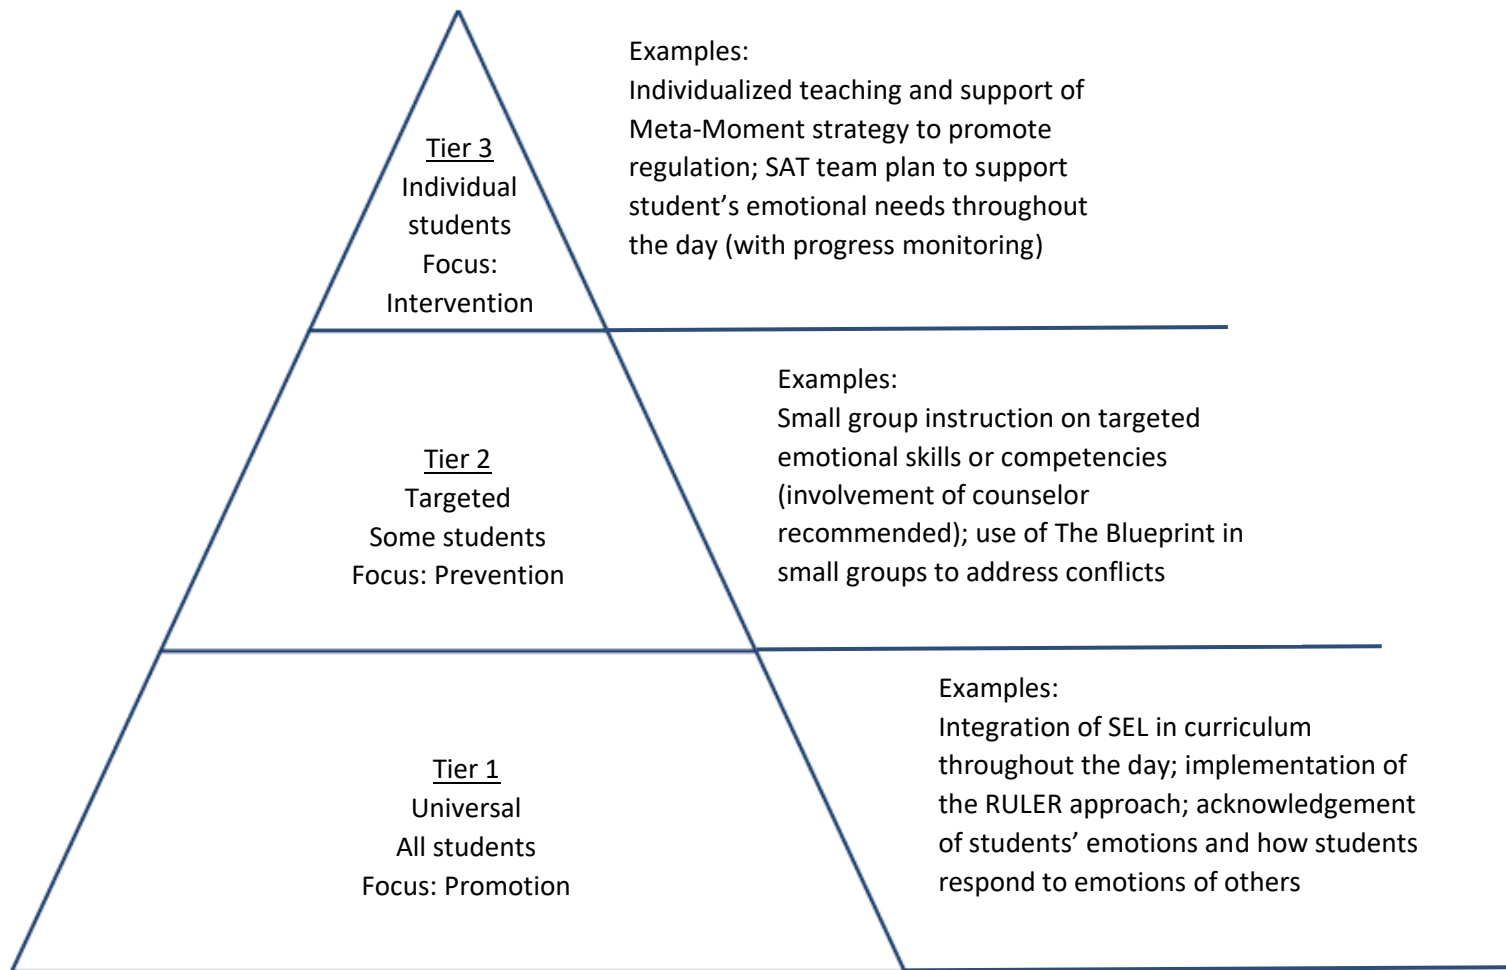 Tier 3
Individual
students
Focus:
Intervention
Examples:
Individualized teaching and support of
Meta-Moment strategy to promote
regulation; SAT team plan to support
student’s emotional needs throughout
the day (with progress monitoring)
Tier 2
Targeted
Some students
Focus: Prevention
Examples:
Small group instruction on targeted
emotional skills or competencies
(involvement of counselor
recommended); use of The Blueprint in
small groups to address conflicts
Tier 1
Universal
All students
Focus: Promotion
Examples:
Integration of SEL in curriculum
throughout the day; implementation of
the RULER approach; acknowledgement
of students’ emotions and how students
respond to emotions of others